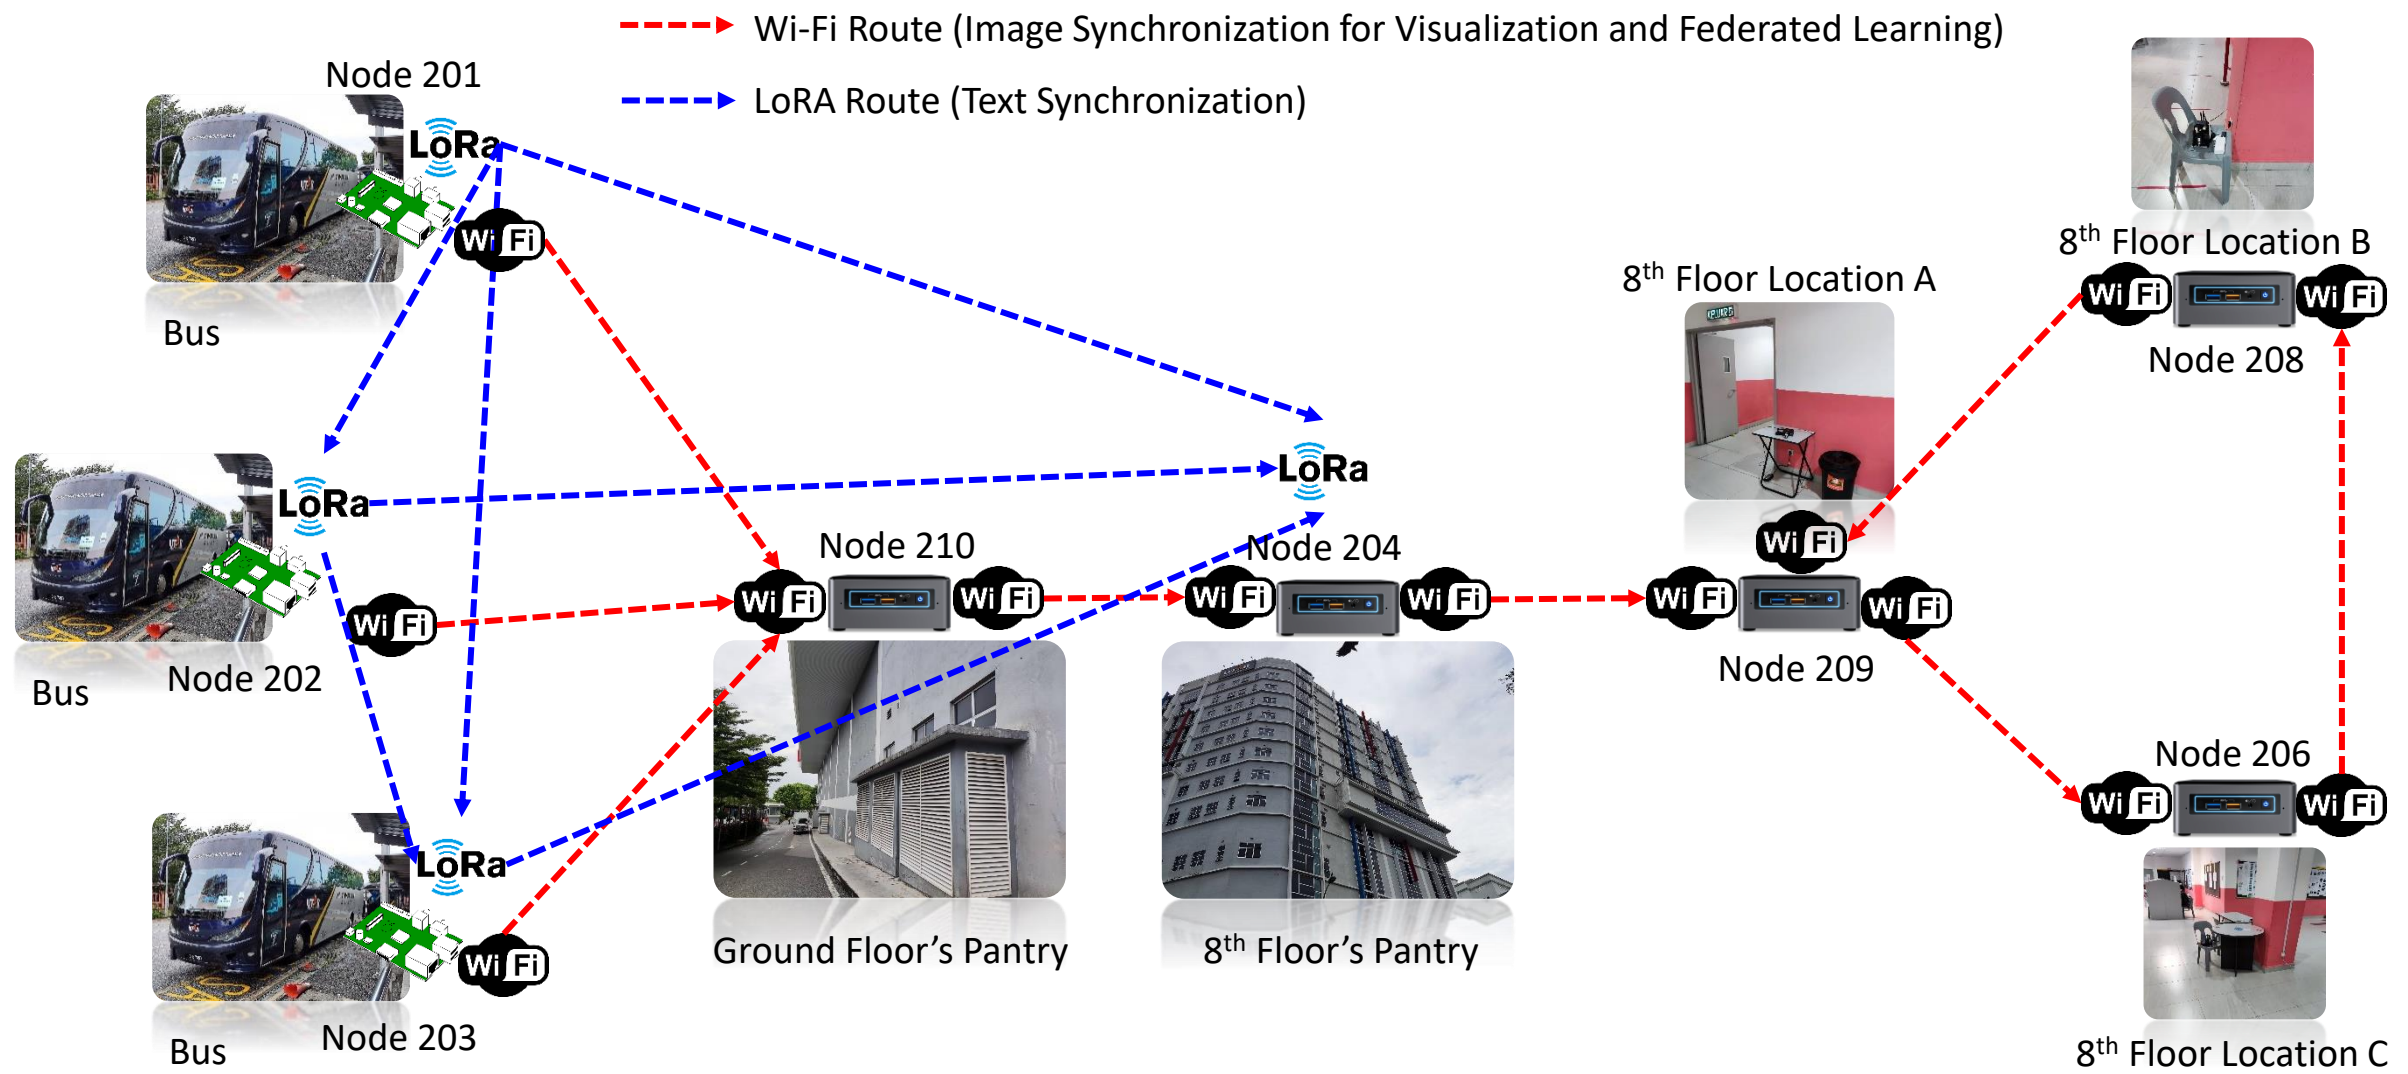 Wi-Fi Route (Image Synchronization for Visualization and Federated Learning)
LoRA Route (Text Synchronization)
Node 201
LoRa
Wi Fi
Bus
LoRa
Wi Fi
Node 202
Bus
LoRa
Wi Fi
Node 203
Bus
Node 210
Wi Fi
Wi Fi
Ground Floor's Pantry
LoRa
Node 204
Wi Fi
Wi Fi
8th Floor's Pantry
8th Floor Location A
KELUAR
Wi Fi
Wi Fi
Wi Fi
Node 209
8th Floor Location B
Wi Fi
Wi Fi
Node 208
Node 206
Wi Fi
Wi Fi
8th Floor Location C